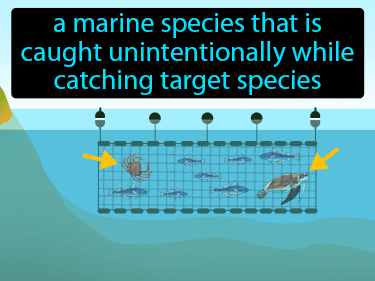 a marine species that is
caught unintentionally while
catching target species